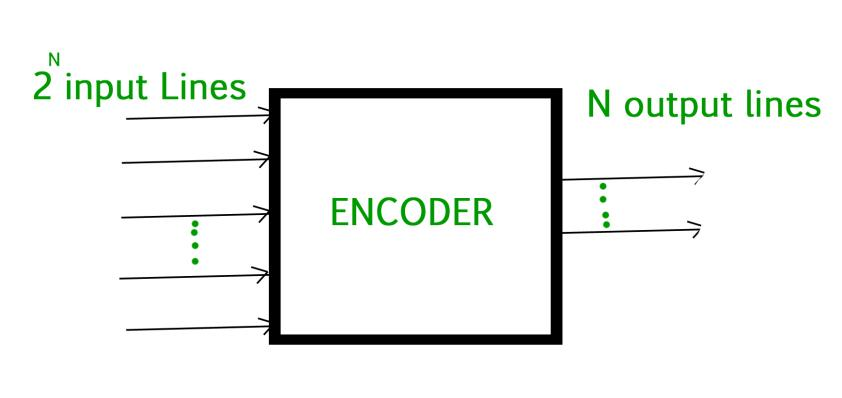 2^N input Lines
N output lines
ENCODER